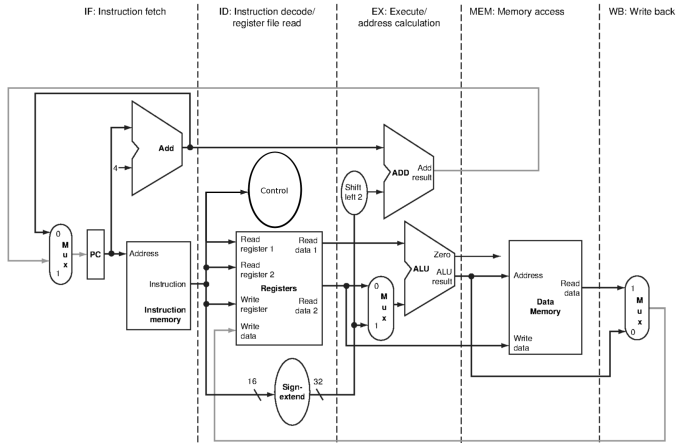 IF: Instruction fetch
ID: Instruction decode/
register file read
EX: Execute/
address calculation
MEM: Memory access
WB: Write back
Add
4
ADD
Add
result
Shift
left 2
Control
0
M
u
x
1
PC
Address
Instruction
Instruction
memory
Read
register 1
Read
register 2
Write
register
Write
data
Registers
Read
data 1
Read
data 2
0
M
u
x
1
Zero
ALU
ALU
result
Address
Read
data
Data
Memory
Write
data
1
M
u
x
0
16
Sign-
extend
32